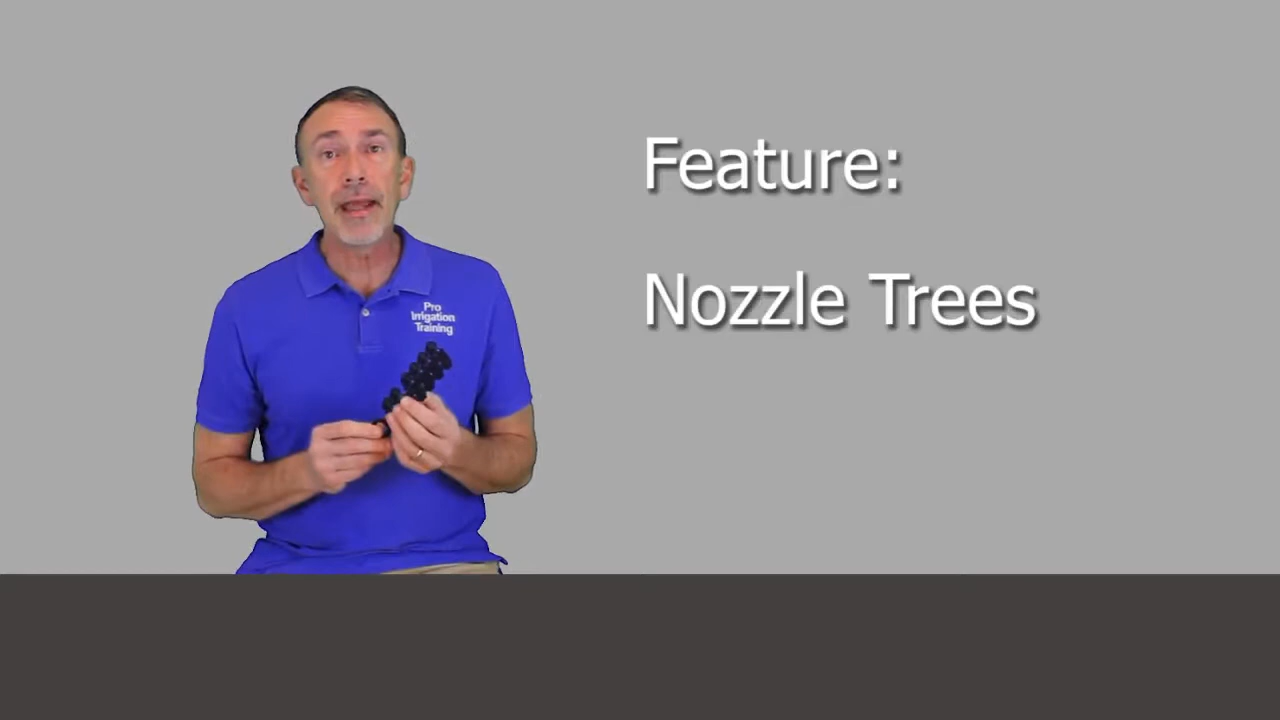 Feature:
Nozzle Trees
Pro
Irrigation
Training